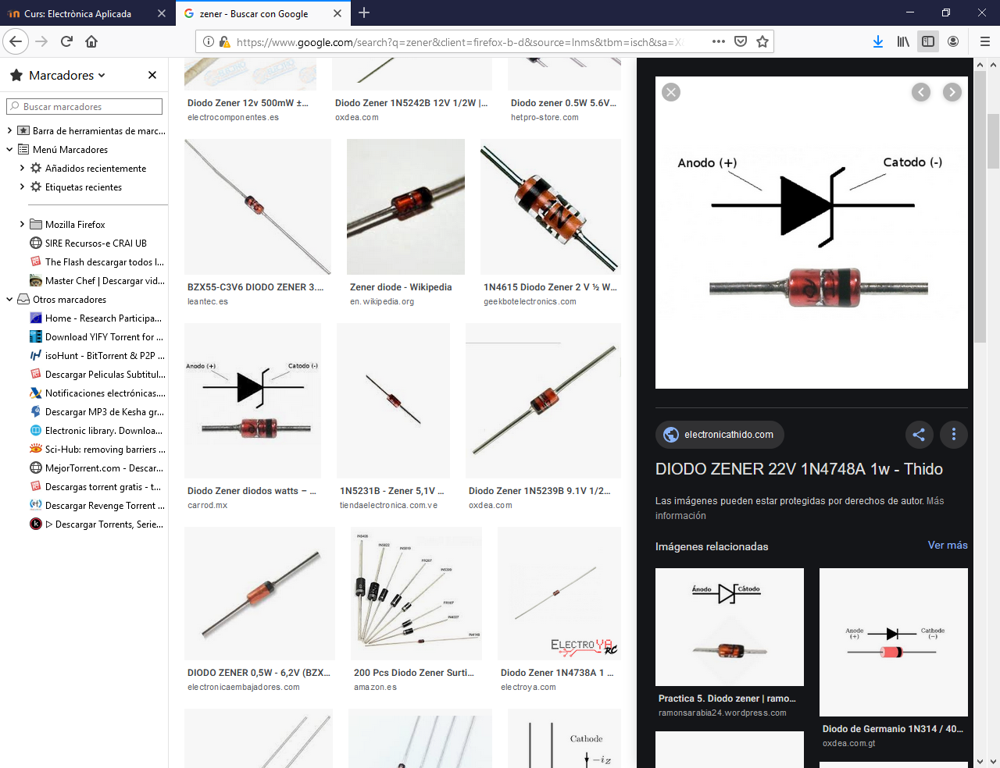 Curs: Electrònica Aplicada
zener - Buscar con Google
https://www.google.com/search?q=zener&client=firefox-b-d&source=lnms&tbm=isch&sa=X
Marcadores
Buscar marcadores
Barra de herramientas de marc...
Menú Marcadores
Añadidos recientemente
Etiquetas recientes
Mozilla Firefox
SIRE Recursos-e CRAI UB
The Flash descargar todos l...
Master Chef | Descargar vid...
Otros marcadores
Home - Research Participa...
Download YIFY Torrent for ...
isoHunt - BitTorrent & P2P ...
Descargar Peliculas Subtitul...
Notificaciones electrónicas....
Descargar MP3 de Kesha gr...
Electronic library. Downloa...
Sci-Hub: removing barriers ...
MejorTorrent.com - Descar...
Descargas torrent gratis - t...
Descargar Revenge Torrent ...
▷ Descargar Torrents, Serie...
Diodo Zener 12v 500mW ±...
electrocomponentes.es
Diodo Zener 1N5242B 12V 1/2W |...
oxdea.com
Diodo zener 0.5W 5.6V...
hetpro-store.com
BZX55-C3V6 DIODO ZENER 3....
leantec.es
Zener diode - Wikipedia
en.wikipedia.org
1N4615 Diodo Zener 2 V ½ W...
geekbotelectronics.com
Anodo (+)
Catodo (-)
Diodo Zener diodos watts – ...
carrod.mx
1N5231B - Zener 5,1V ...
tiendaelectronica.com.ve
Diodo Zener 1N5239B 9.1V 1/2...
oxdea.com
DIODO ZENER 0,5W - 6,2V (BZX...
electronicaembajadores.com
200 Pcs Diodo Zener Surti...
amazon.es
ELECTROYA
RC
Diodo Zener 1N4738A 1 ...
electroya.com
Cathode
−iZ
Anodo (+)
Catodo (-)
electronicathido.com
DIODO ZENER 22V 1N4748A 1w - Thido
Las imágenes pueden estar protegidas por derechos de autor. Más
información
Imágenes relacionadas
Ver más
Ánodo
Cátodo
Practica 5. Diodo zener | ramo...
ramonsarabia24.wordpress.com
Anode
(+)
Cathode
(−)
Diodo de Germanio 1N314 / 40...
oxdea.com.gt